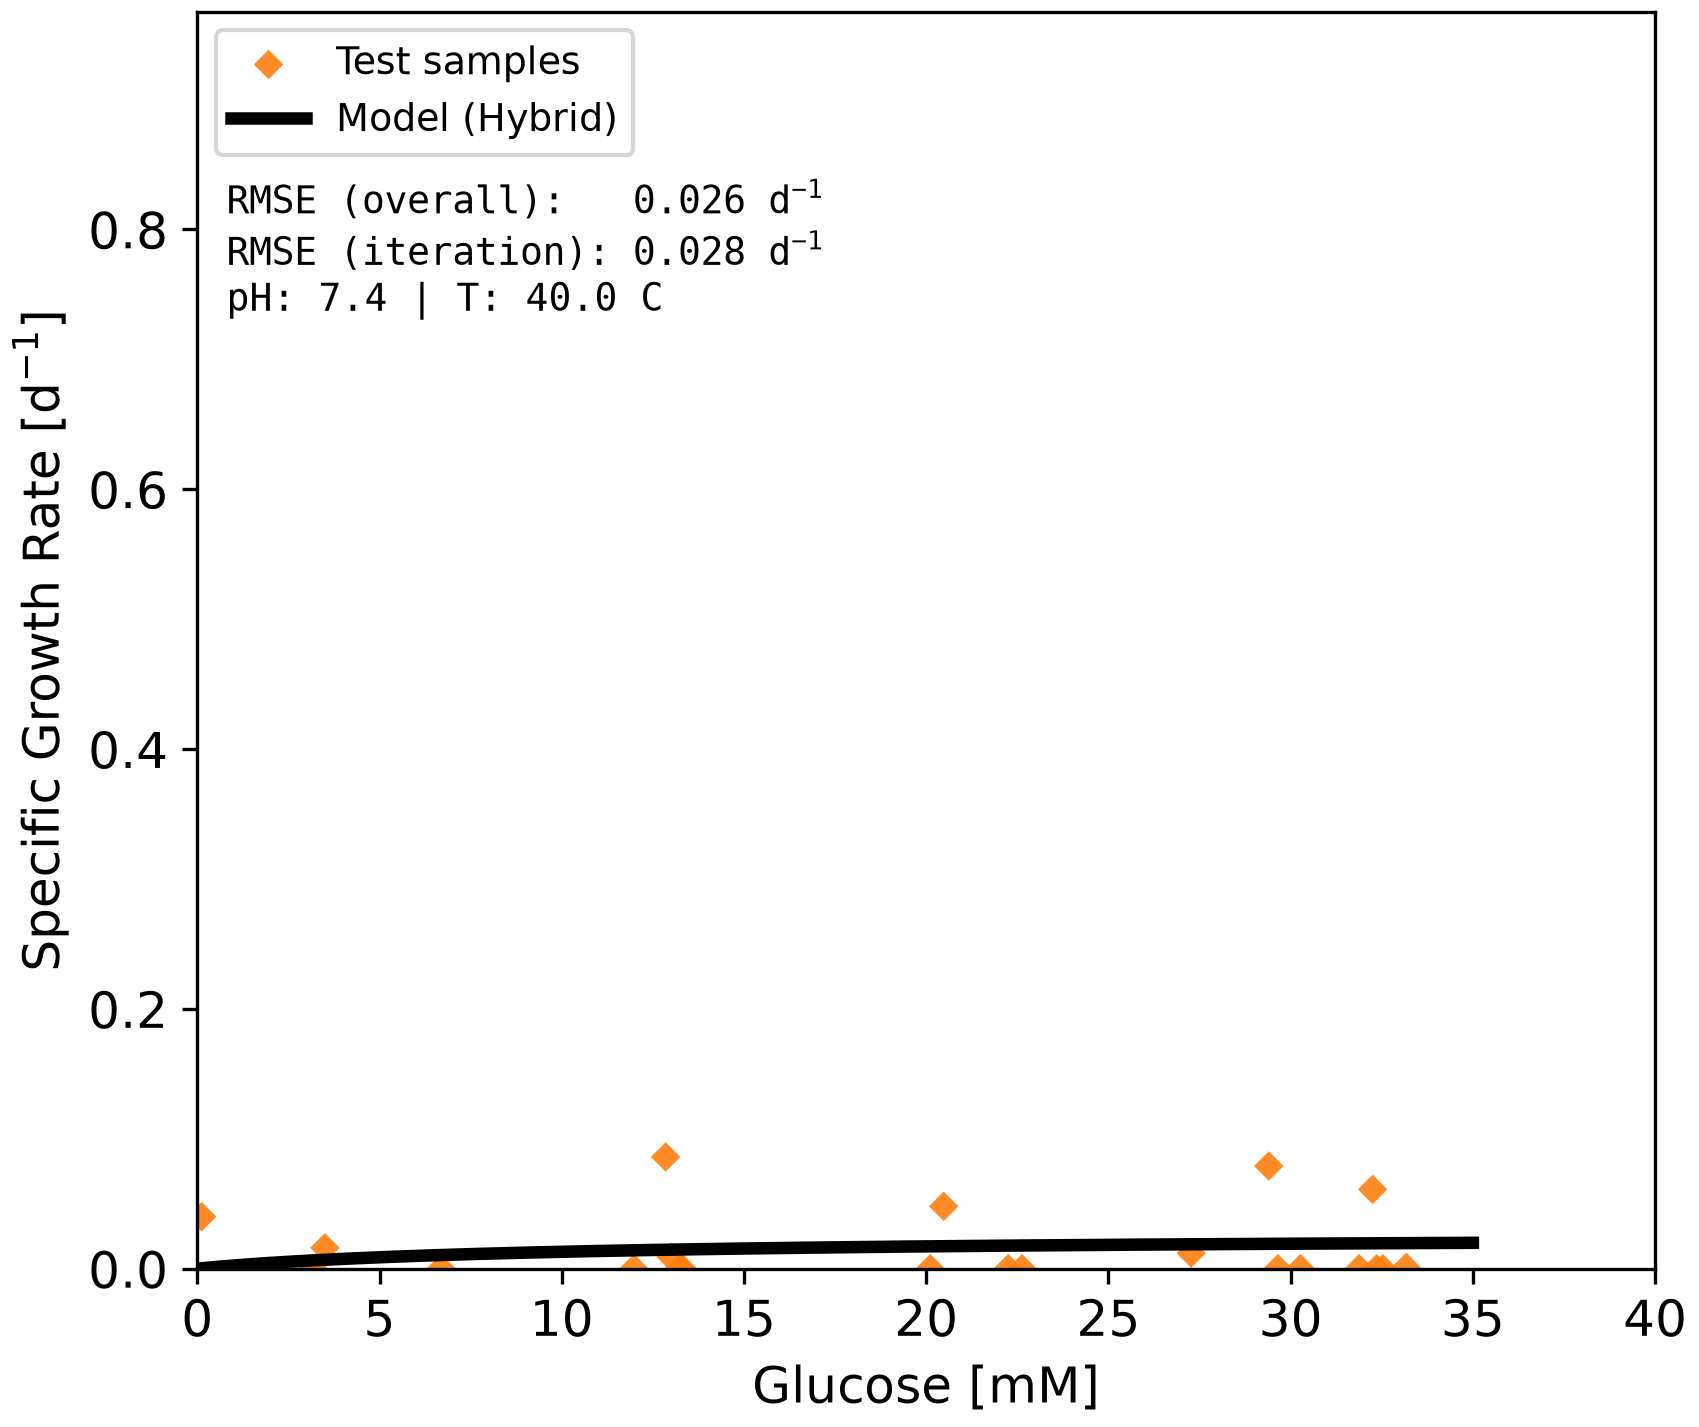 Test samples
Model (Hybrid)
RMSE (overall):   0.026 d⁻¹
RMSE (iteration): 0.028 d⁻¹
pH: 7.4 | T: 40.0 C
Specific Growth Rate [d⁻¹]
0.8
0.6
0.4
0.2
0.0
0 5 10 15 20 25 30 35 40
Glucose [mM]